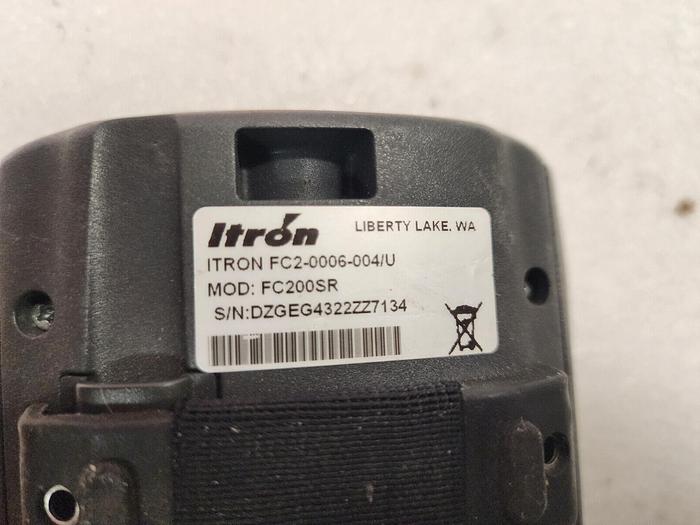 Itron LIBERTY LAKE, WA
ITRON FC2-0006-004/U
MOD: FC200SR
S/N:DZGEG4322ZZ7134